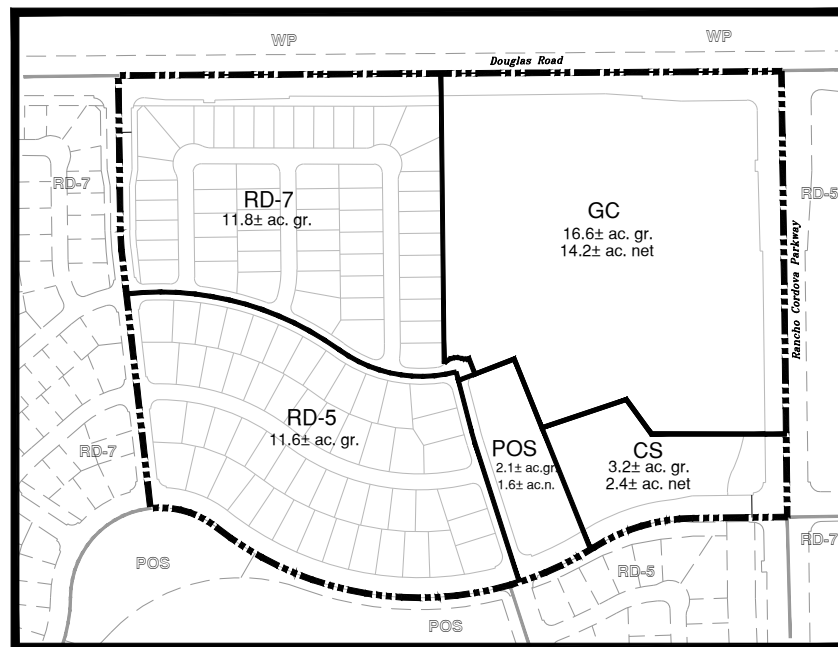 WP
WP
Douglas Road
RD-7
RD-7
11.8± ac. gr.
RD-5
GC
16.6± ac. gr.
14.2± ac. net
Rancho Cordova Parkway
RD-5
11.6± ac. gr.
RD-7
POS
2.1± ac.gr.
1.6± ac.n.
CS
3.2± ac. gr.
2.4± ac. net
RD-7
POS
RD-5
POS